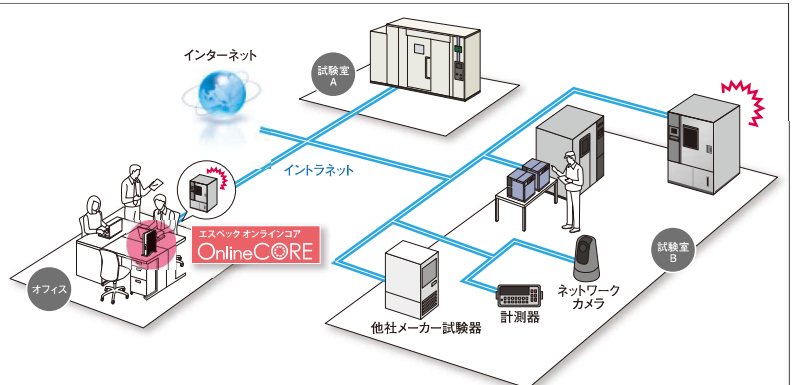 インターネット
試験室
A
イントラネット
エスペック オンラインコア
OnlineCORE
オフィス
試験室
B
ネットワーク
カメラ
計測器
他社メーカー試験器